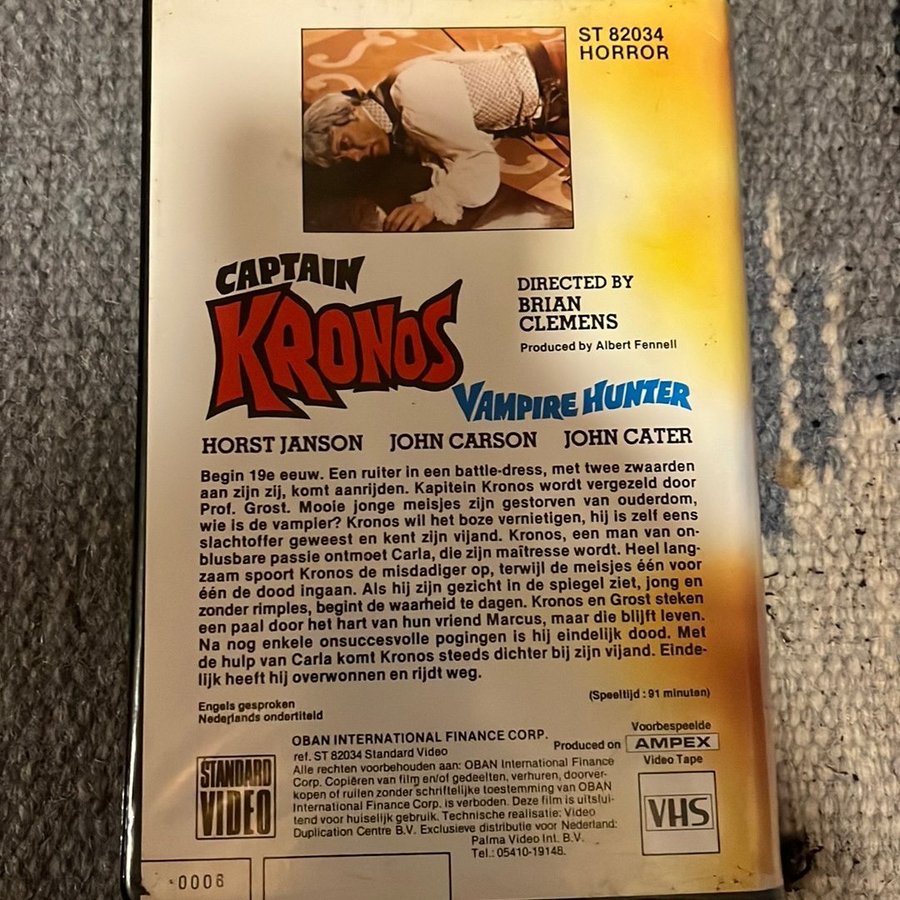 ST 82034
HORROR
CAPTAIN
KRONOS
VAMPIRE HUNTER
DIRECTED BY
BRIAN
CLEMENS
Produced by Albert Fennell
HORST JANSON JOHN CARSON JOHN CATER
Begin 19e eeuw. Een ruiter in een battle-dress, met twee zwaarden
aan zijn zij, komt aanrijden. Kapitein Kronos wordt vergezeld door
Prof. Grost. Mooie jonge meisjes zijn gestorven van ouderdom,
wie is de vampier? Kronos wil het boze vernietigen, hij is zelf eens
slachtoffer geweest en kent zijn vijand. Kronos, een man van on-
blusbare passie ontmoet Carla, die zijn maîtresse wordt. Heel lang-
zaam spoort Kronos de misdadiger op, terwijl de meisjes één voor
één de dood ingaan. Als hij zijn gezicht in de spiegel ziet, jong en
zonder rimples, begint de waarheid te dagen. Kronos en Grost steken
een paal door het hart van hun vriend Marcus, maar die blijft leven.
Na nog enkele onsuccesvolle pogingen is hij eindelijk dood. Met
de hulp van Carla komt Kronos steeds dichter bij zijn vijand. Einde-
lijk heeft hij overwonnen en rijdt weg.
(Speeltijd : 91 minuten)
Engels gesproken
Nederlands ondertiteld
STANDARD
VIDEO
OBAN INTERNATIONAL FINANCE CORP.
ref. ST 82034 Standard Video
Alle rechten voorbehouden aan: OBAN International Finance
Corp. Copiëren van film en/of gedeelten, verhuren, doorver-
kopen of ruilen zonder schriftelijke toestemming van OBAN
International Finance Corp. is verboden. Deze film is uitslui-
tend voor huiselijk gebruik. Technische realisatie: Video
Duplication Centre B.V. Exclusieve distributie voor Nederland:
Palma Video Int. B.V.
Tel.: 05410-19148.
Voorbespeelde
Produced on AMPEX
Video Tape
VHS
-0006